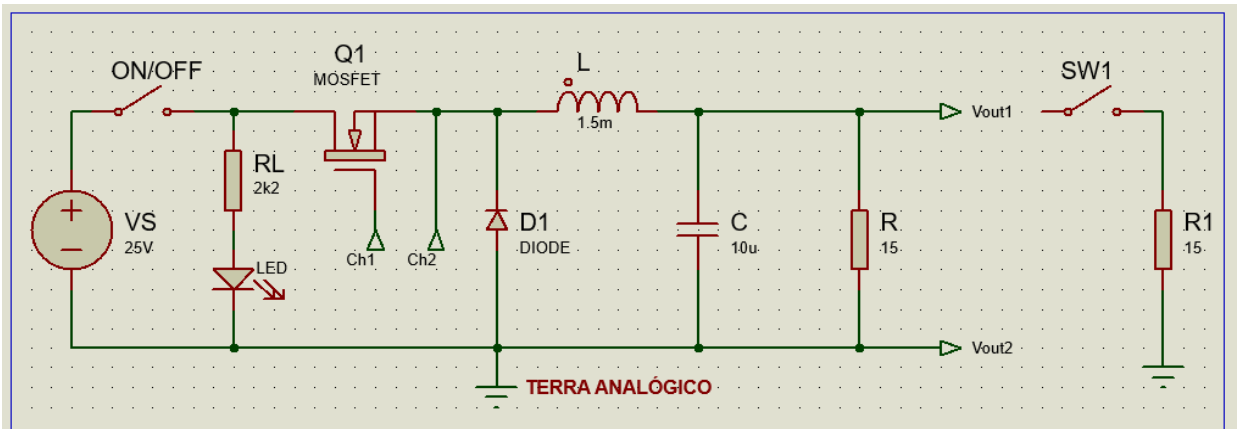 ON/OFF
Q1
MOSFET
L
1.5m
SW1
Vout1
RL
2k2
VS
25V
LED
Ch1
Ch2
D1
DIODE
C
10u
R
15
R1
15
Vout2
TERRA ANALÓGICO